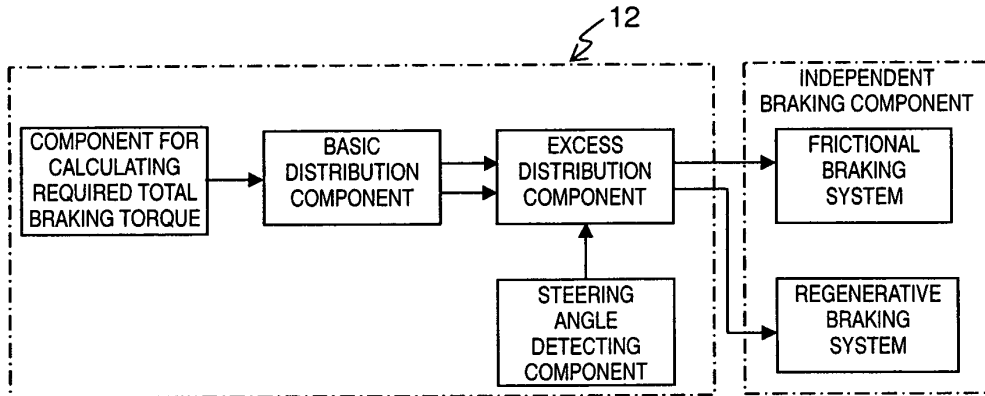 12
INDEPENDENT
BRAKING COMPONENT
COMPONENT FOR
CALCULATING
REQUIRED TOTAL
BRAKING TORQUE
BASIC
DISTRIBUTION
COMPONENT
EXCESS
DISTRIBUTION
COMPONENT
FRICTIONAL
BRAKING
SYSTEM
STEERING
ANGLE
DETECTING
COMPONENT
REGENERATIVE
BRAKING
SYSTEM